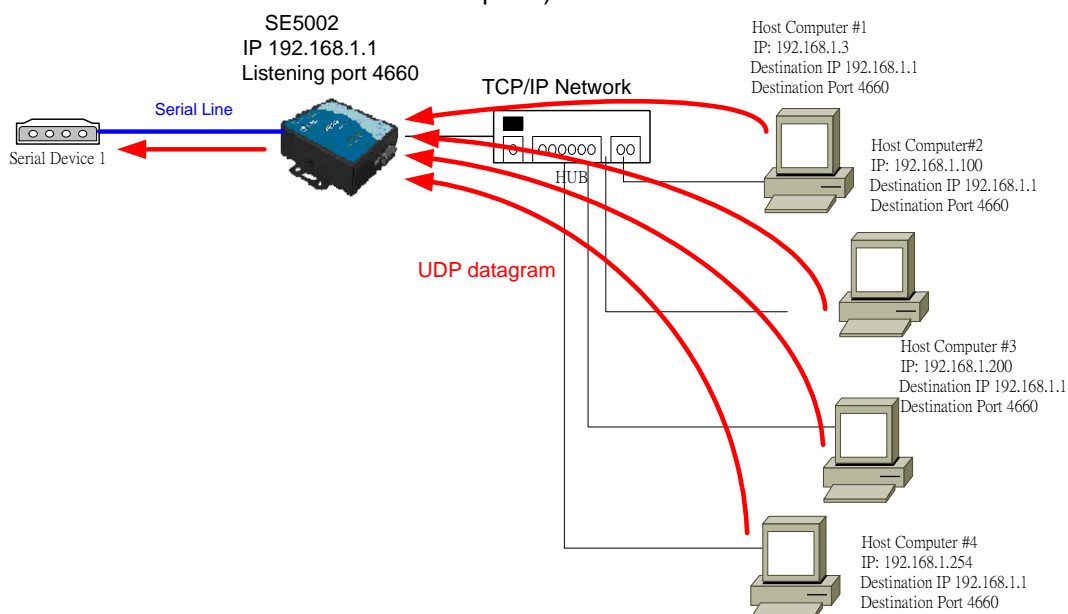 SE5002
IP 192.168.1.1
Listening port 4660
TCP/IP Network
Serial Line
Serial Device 1
HUB
UDP datagram
Host Computer #1
IP: 192.168.1.3
Destination IP 192.168.1.1
Destination Port 4660
Host Computer#2
IP: 192.168.1.100
Destination IP 192.168.1.1
Destination Port 4660
Host Computer #3
IP: 192.168.1.200
Destination IP 192.168.1.1
Destination Port 4660
Host Computer #4
IP: 192.168.1.254
Destination IP 192.168.1.1
Destination Port 4660